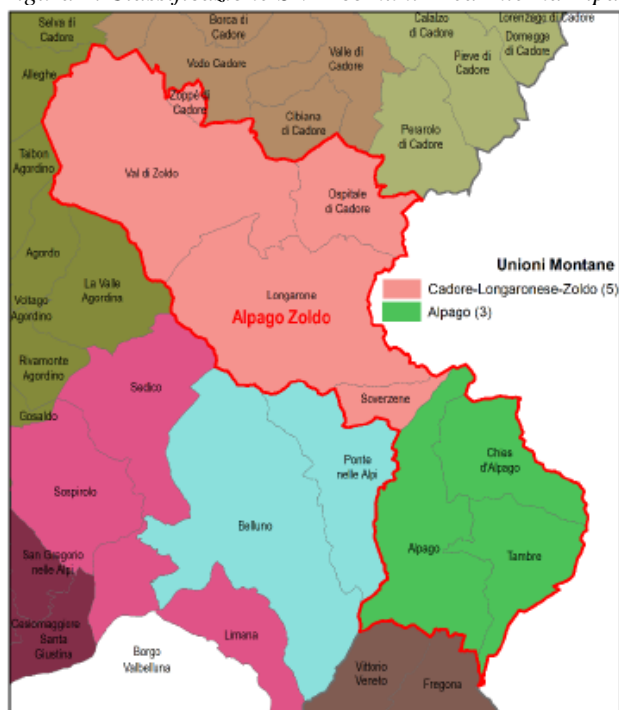 Selva di
Cadore
Borca di
Cadore
Calalzo
di Cadore
Lorenzago di Cadore
Domegge
di Cadore
Alleghe
Vodo Cadore
Valle di
Cadore
Pieve di
Cadore
Zoppè di
Cadore
Cibiana
di Cadore
Perarolo
di Cadore
Taibon
Agordino
Val di Zoldo
Ospitale
di Cadore
Agordo
La Valle
Agordina
Unioni Montane
Cadore-Longaronese-Zoldo (5)
Alpago (3)
Voltago
Agordino
Longarone
Alpago Zoldo
Rivamonte
Agordino
Sedico
Soverzene
Gosaldo
Chies
d'Alpago
Ponte
nelle Alpi
Sospirolo
Belluno
Alpago
Tambre
San Gregorio
nelle Alpi
Cesiomaggiore
Santa
Giustina
Limana
Borgo
Valbelluna
Vittorio
Veneto
Fregona